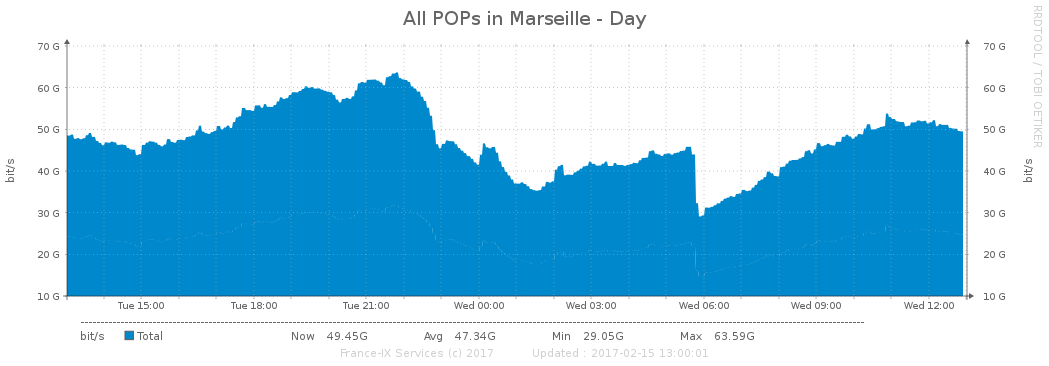 All POPs in Marseille - Day
RRDTOOL / TOBI OETIKER
70 G 70 G
60 G 60 G
50 G 50 G
40 G 40 G
30 G 30 G
20 G 20 G
10 G 10 G
bit/s bit/s
Tue 15:00 Tue 18:00 Tue 21:00 Wed 00:00 Wed 03:00 Wed 06:00 Wed 09:00 Wed 12:00
bit/s Total Now 49.45G Avg 47.34G Min 29.05G Max 63.59G
France-IX Services (c) 2017 Updated : 2017-02-15 13:00:01